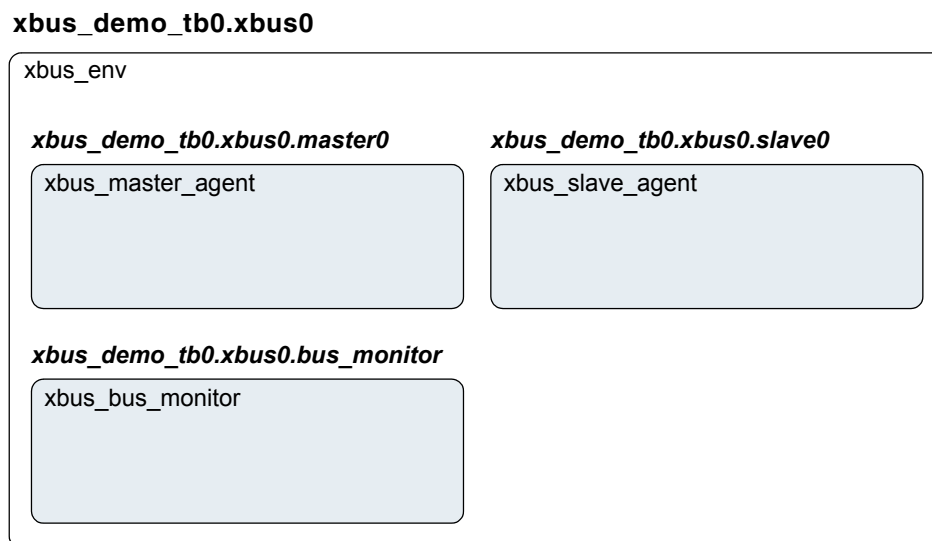 xbus_demo_tb0.xbus0
xbus_env
xbus_demo_tb0.xbus0.master0 xbus_demo_tb0.xbus0.slave0
xbus_master_agent xbus_slave_agent
xbus_demo_tb0.xbus0.bus_monitor
xbus_bus_monitor